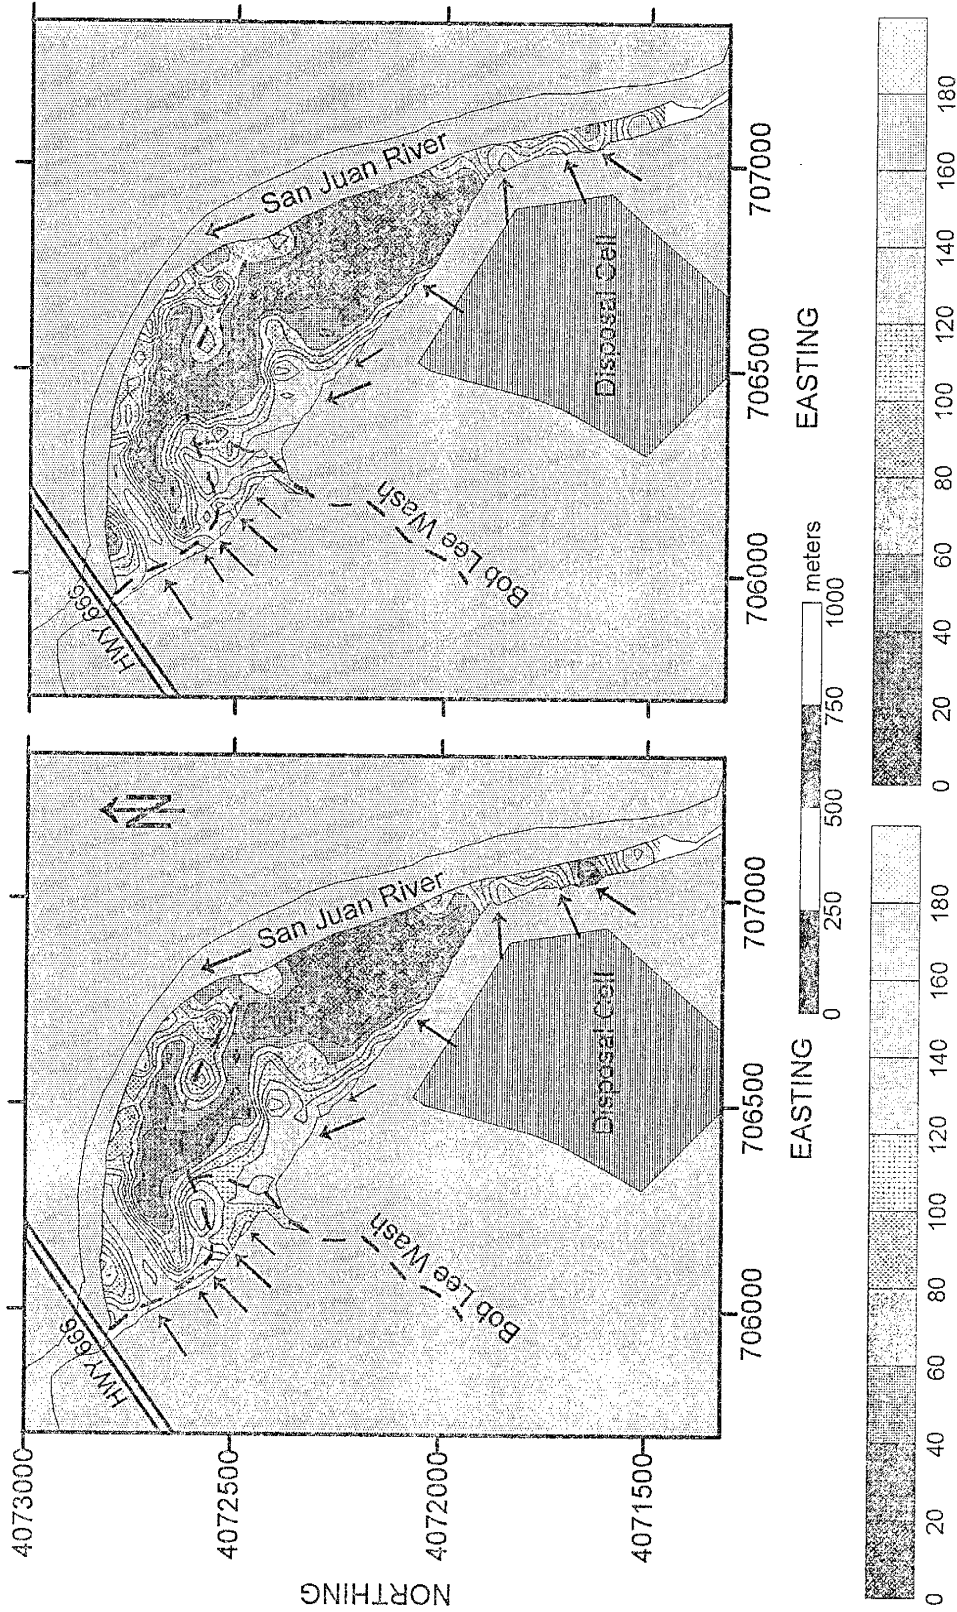 NORTHING
4073000
4072500
4072000
4071500
HWY 666
San Juan River
N
Bob Lee Wash
Disposal Cell
706000
706500
707000
EASTING
HWY 666
San Juan River
Bob Lee Wash
Disposal Cell
706000
706500
707000
EASTING
0 250 500 750 1000 meters
0 20 40 60 80 100 120 140 160 180
0 20 40 60 80 100 120 140 160 180